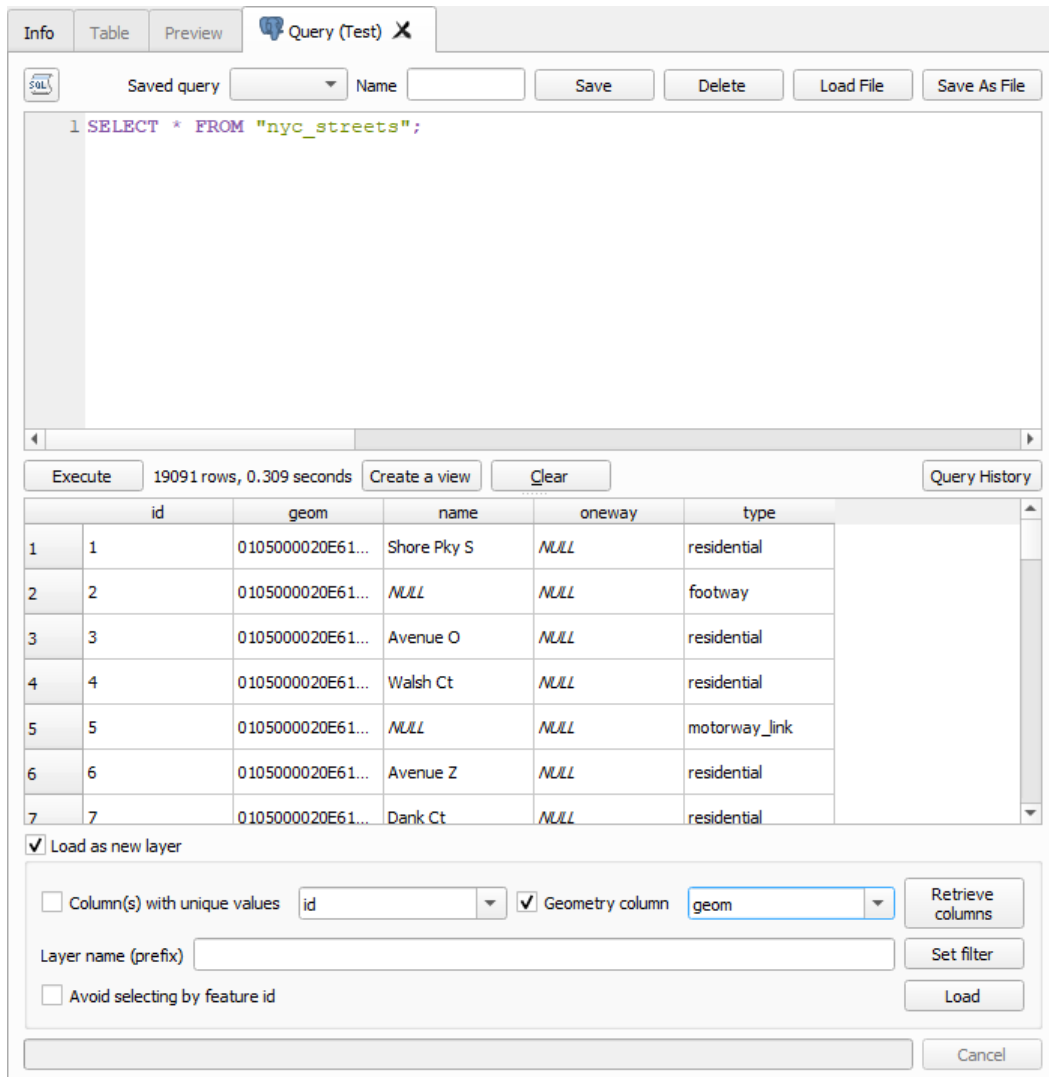 Info Table Preview Query (Test)
SQL Saved query Name Save Delete Load File Save As File
1 SELECT * FROM "nyc_streets";
Execute 19091 rows, 0.309 seconds Create a view Clear Query History
id geom name oneway type
1 1 0105000020E61... Shore Pky S NULL residential
2 2 0105000020E61... NULL NULL footway
3 3 0105000020E61... Avenue O NULL residential
4 4 0105000020E61... Walsh Ct NULL residential
5 5 0105000020E61... NULL NULL motorway_link
6 6 0105000020E61... Avenue Z NULL residential
7 7 0105000020E61... Dank Ct NULL residential
Load as new layer
Column(s) with unique values id Geometry column geom Retrieve columns
Layer name (prefix) Set filter
Avoid selecting by feature id Load
Cancel